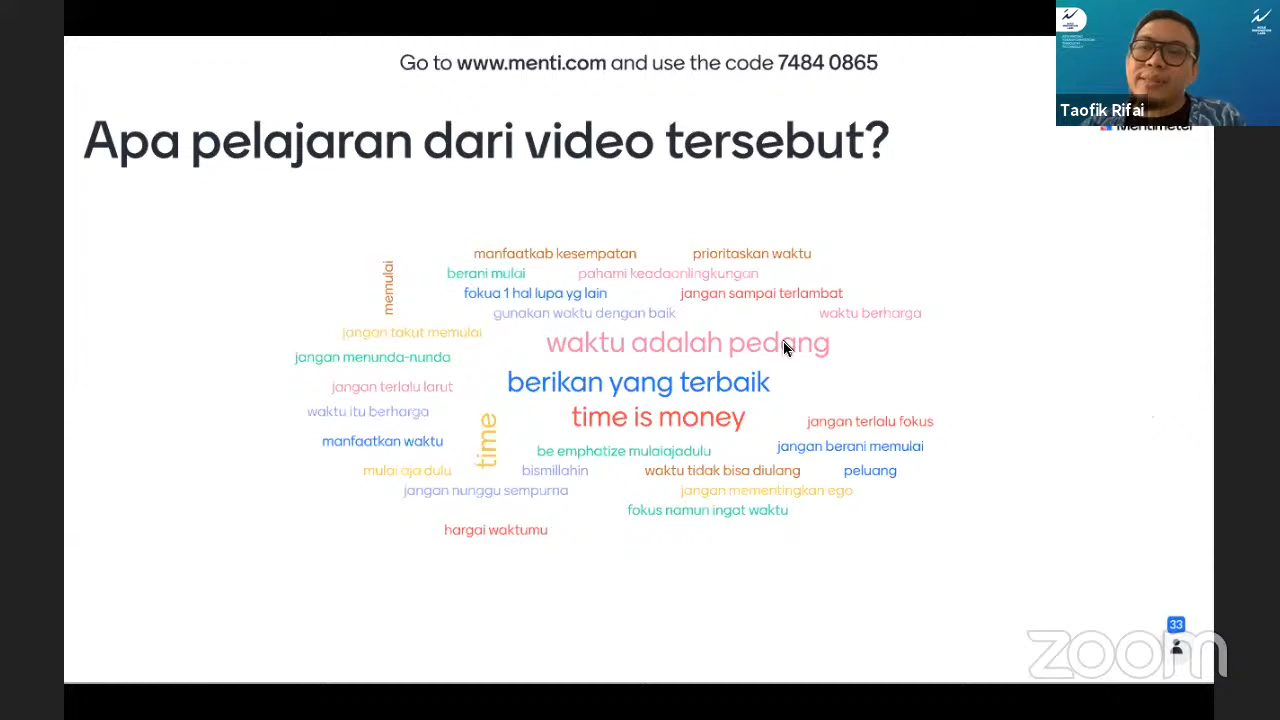 Go to www.menti.com and use the code 7484 0865
Taofik Rifai
Mentimeter
Apa pelajaran dari video tersebut?
manfaatkab kesempatan
prioritaskan waktu
memulai
berani mulai
pahami keadaanlingkungan
fokua 1 hal lupa yg lain
jangan sampai terlambat
gunakan waktu dengan baik
waktu berharga
jangan takut memulai
waktu adalah pedang
jangan menunda-nunda
berikan yang terbaik
jangan terlalu larut
waktu itu berharga
time is money
time
jangan terlalu fokus
manfaatkan waktu
be emphatize mulaiajadulu
jangan berani memulai
mulai aja dulu
bismillahin
waktu tidak bisa diulang
peluang
jangan nunggu sempurna
jangan mementingkan ego
fokus namun ingat waktu
hargai waktumu
33
zoom